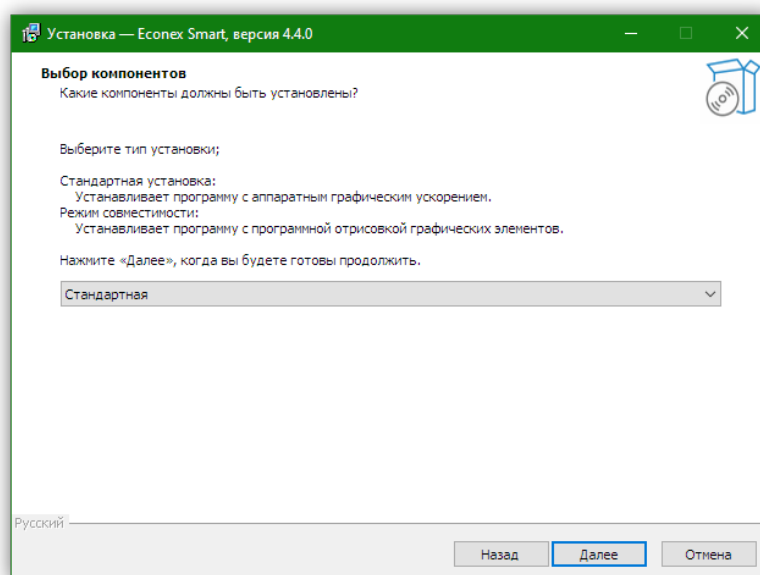 Установка — Econex Smart, версия 4.4.0
Выбор компонентов
Какие компоненты должны быть установлены?
Выберите тип установки;
Стандартная установка:
Устанавливает программу с аппаратным графическим ускорением.
Режим совместимости:
Устанавливает программу с программной отрисовкой графических элементов.
Нажмите «Далее», когда вы будете готовы продолжить.
Стандартная
Русский
Назад
Далее
Отмена